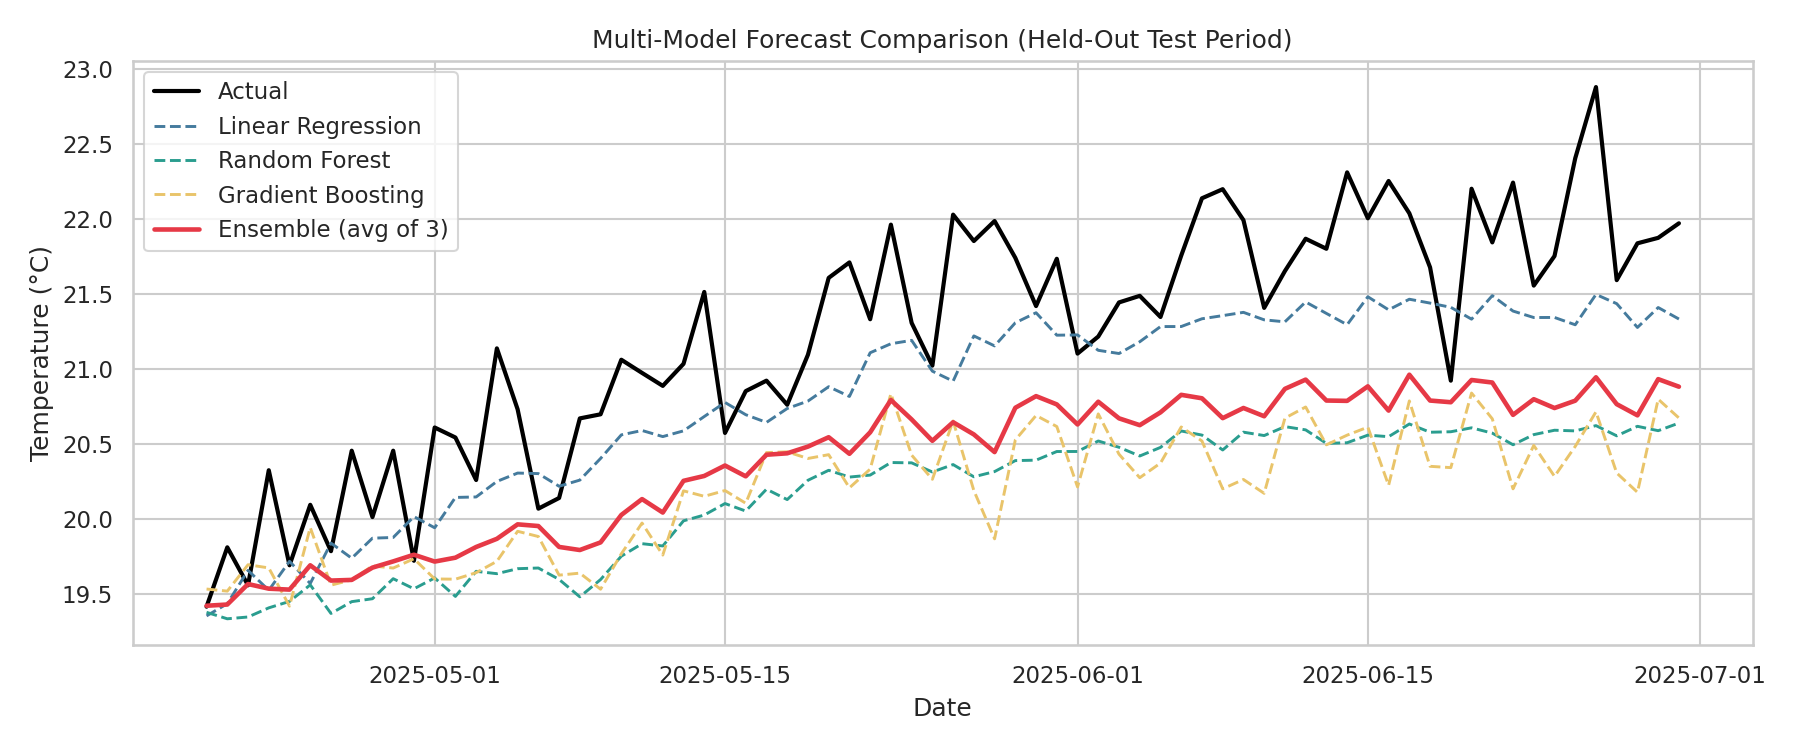 Multi-Model Forecast Comparison (Held-Out Test Period)
23.0
22.5
22.0
21.5
21.0
20.5
20.0
19.5
Temperature (°C)
Actual
Linear Regression
Random Forest
Gradient Boosting
Ensemble (avg of 3)
2025-05-01
2025-05-15
2025-06-01
2025-06-15
2025-07-01
Date